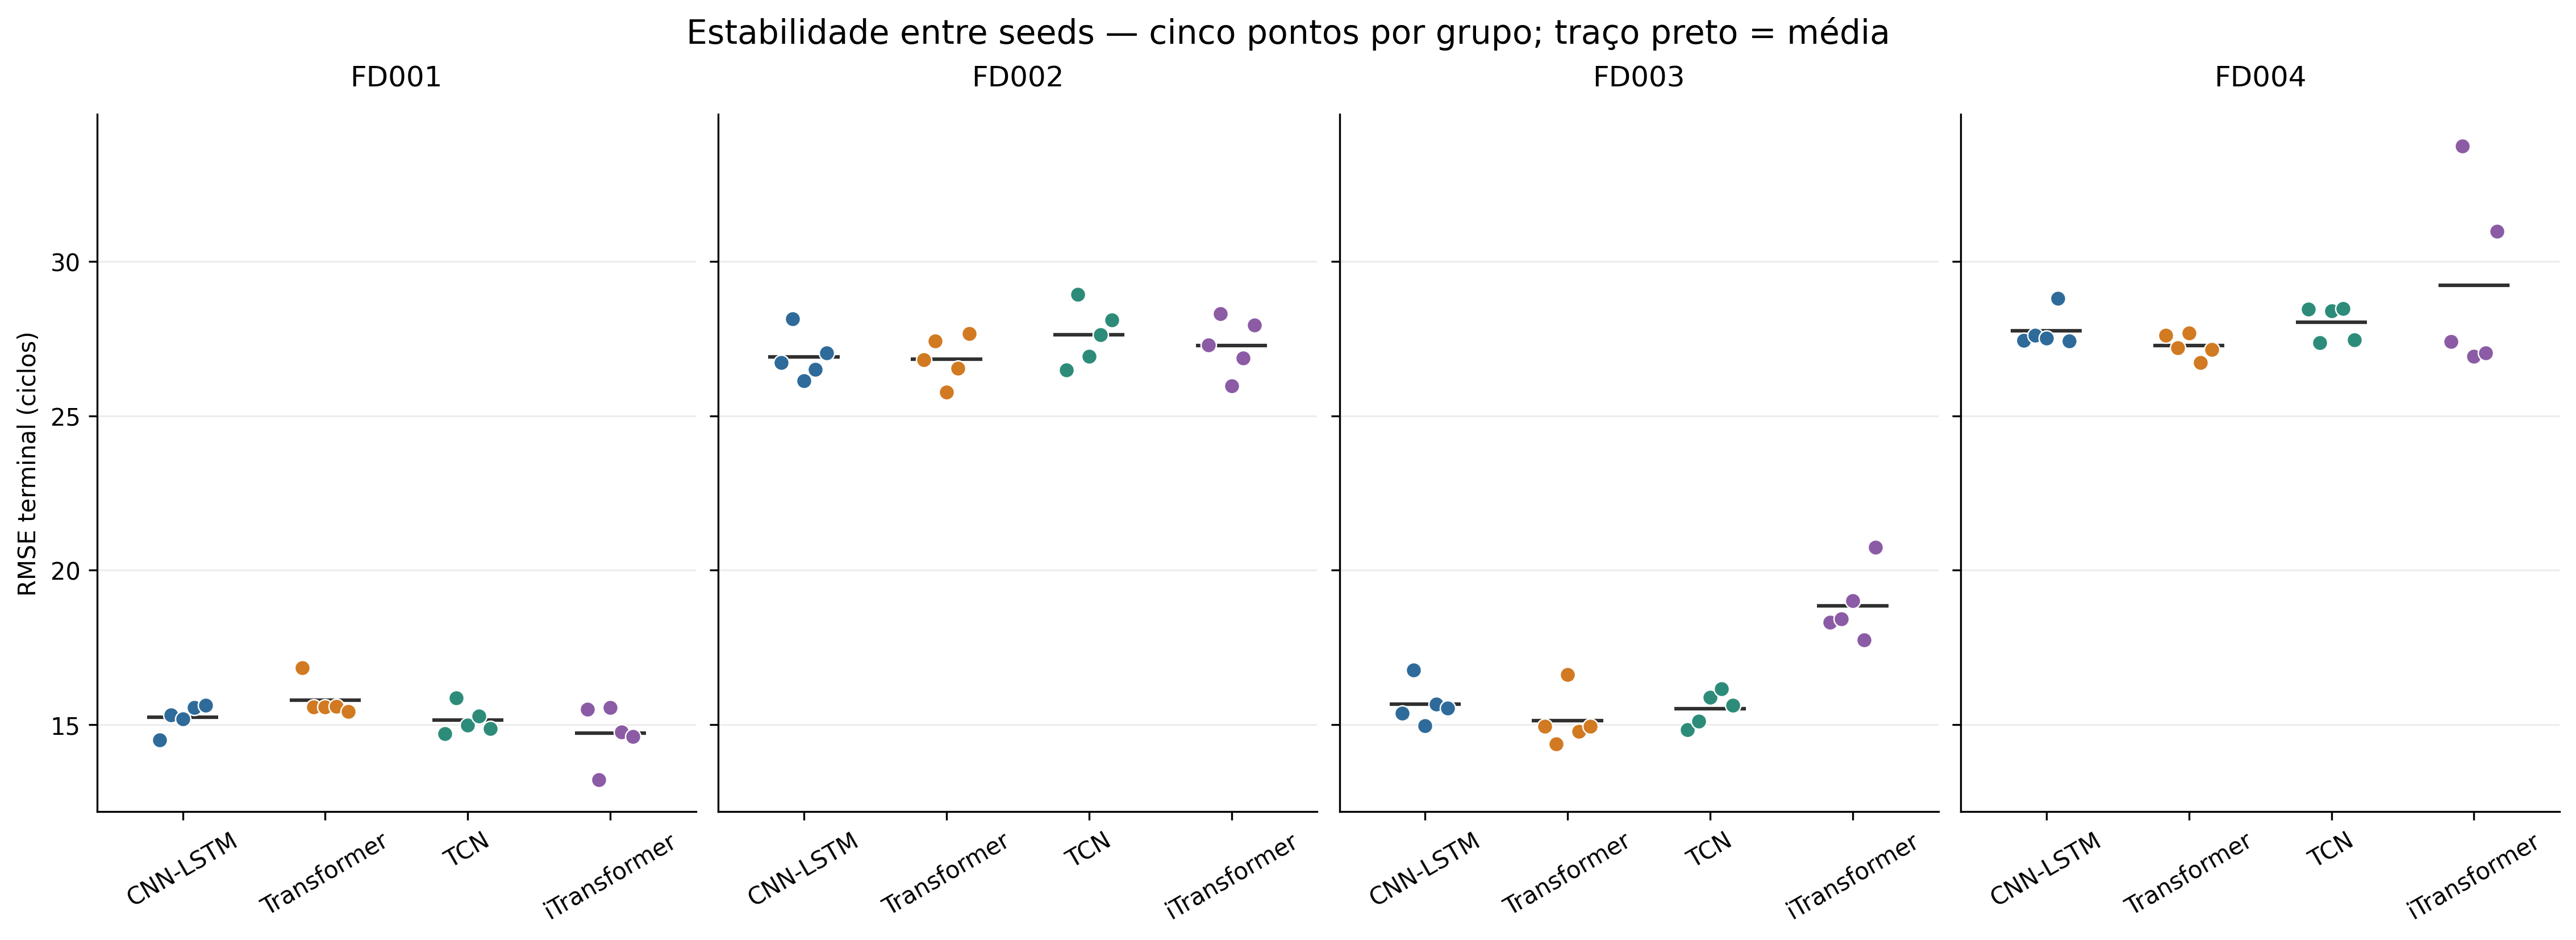 Estabilidade entre seeds — cinco pontos por grupo; traço preto = média
FD001
FD002
FD003
FD004
RMSE terminal (ciclos)
30
25
20
15
CNN-LSTM
Transformer
TCN
iTransformer
CNN-LSTM
Transformer
TCN
iTransformer
CNN-LSTM
Transformer
TCN
iTransformer
CNN-LSTM
Transformer
TCN
iTransformer